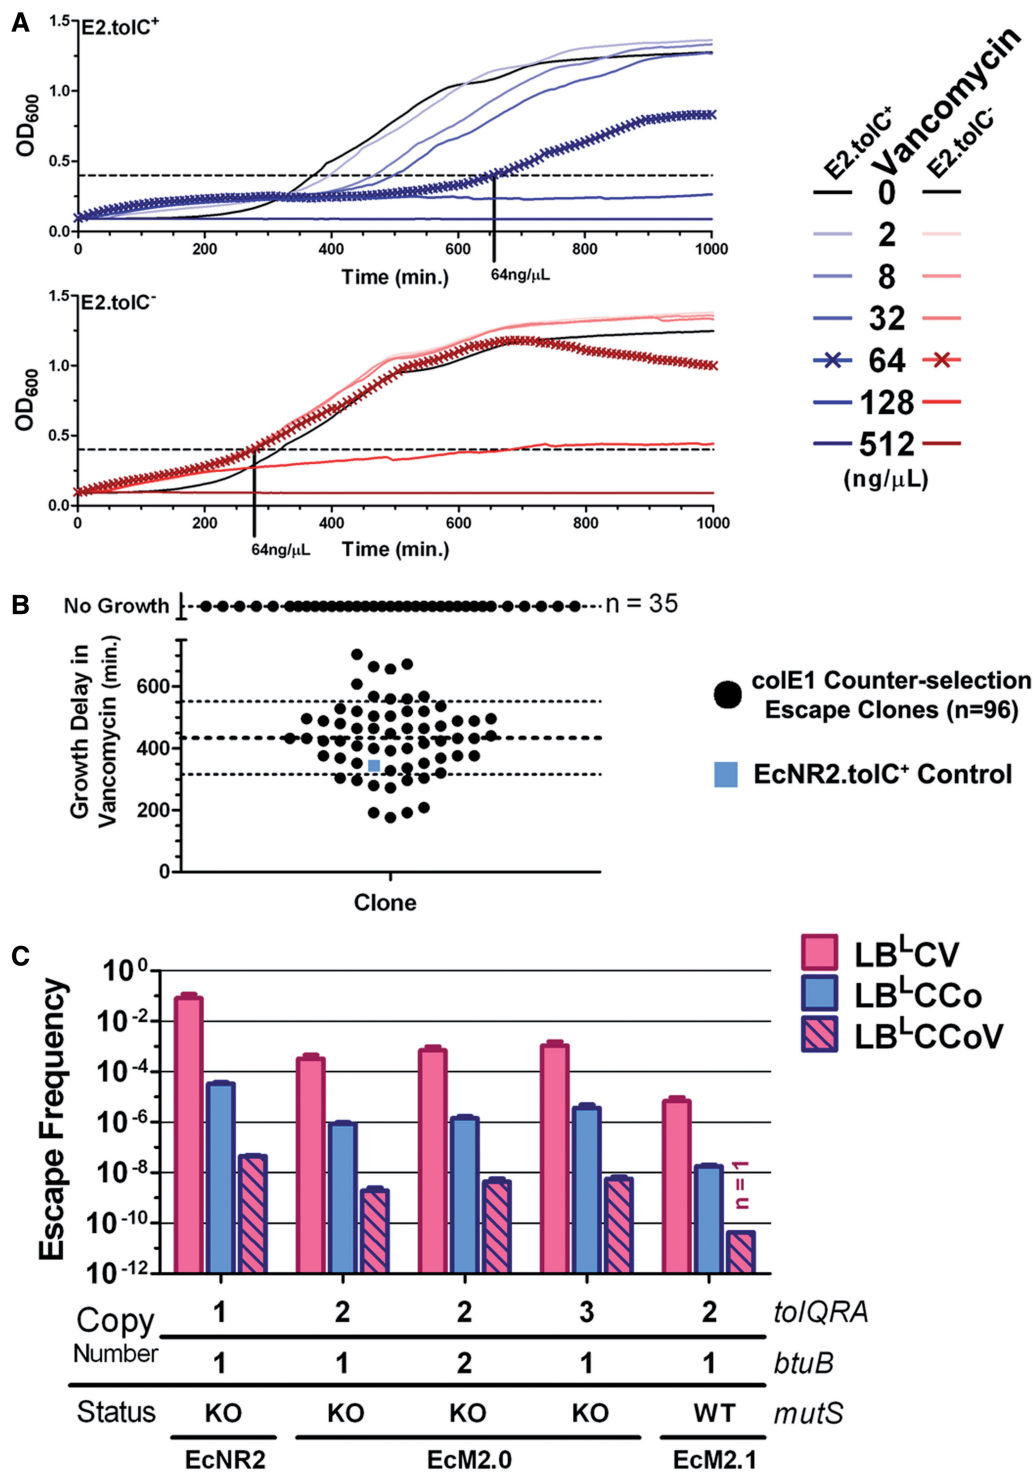 A
E2.tolC+
1.5
1.0
0.5
0.0
OD600
0 200 400 600 800 1000
Time (min.)
64ng/µL
E2.tolC-
1.5
1.0
0.5
0.0
OD600
0 200 400 600 800 1000
64ng/µL
Time (min.)
E2.tolC+ Vancomycin E2.tolC-
0
2
8
32
64
128
512
(ng/µL)
B
No Growth
n = 35
Growth Delay in
Vancomycin (min.)
600
400
200
0
Clone
colE1 Counter-selection
Escape Clones (n=96)
EcNR2.tolC+ Control
C
Escape Frequency
10^0
10^-2
10^-4
10^-6
10^-8
10^-10
10^-12
n = 1
LB^LCV
LB^LCCo
LB^LCCoV
Copy
Number
1 2 2 3 2 tolQRA
1 1 2 1 1 btuB
Status KO KO KO KO WT mutS
EcNR2 EcM2.0 EcM2.1